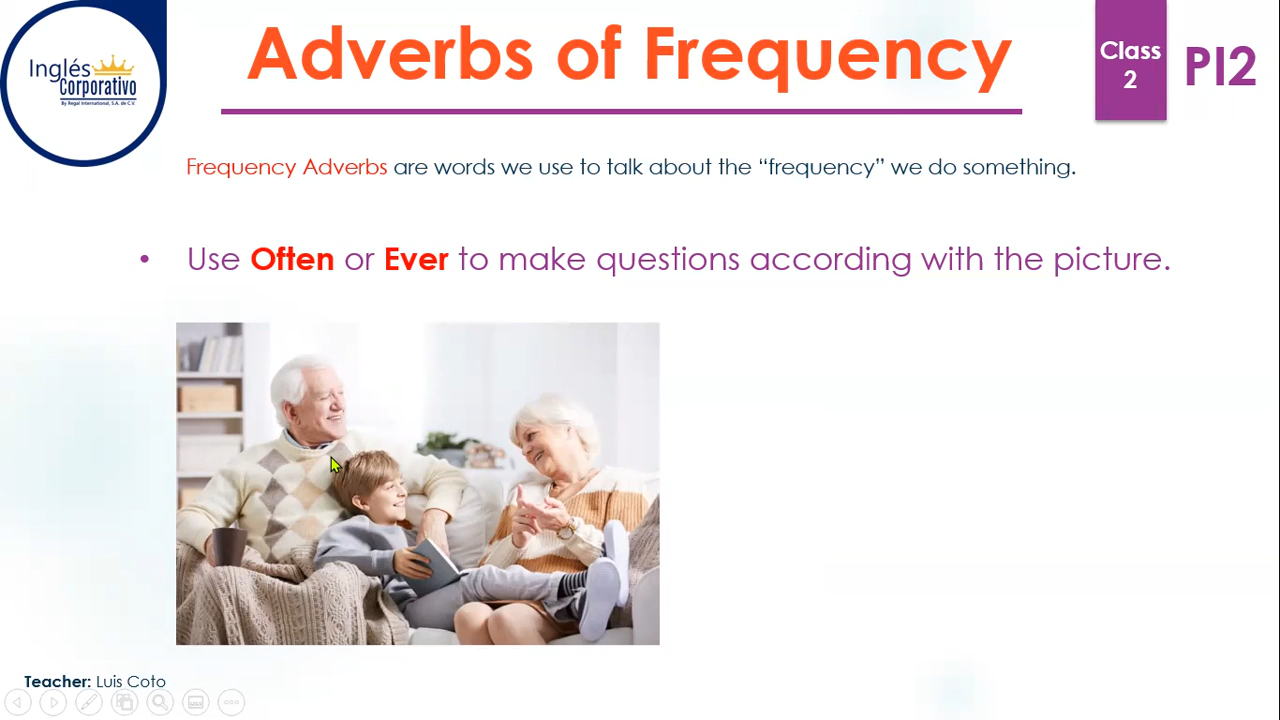 Inglés
Corporativo
By Regal International, S.A. de C.V.
Adverbs of Frequency
Class
2
PI2
Frequency Adverbs are words we use to talk about the “frequency” we do something.
• Use Often or Ever to make questions according with the picture.
Teacher: Luis Coto